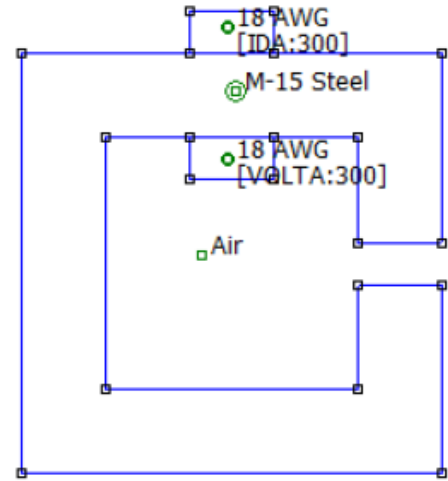 18 AWG
[IDA:300]
M-15 Steel
18 AWG
[VOLTA:300]
Air